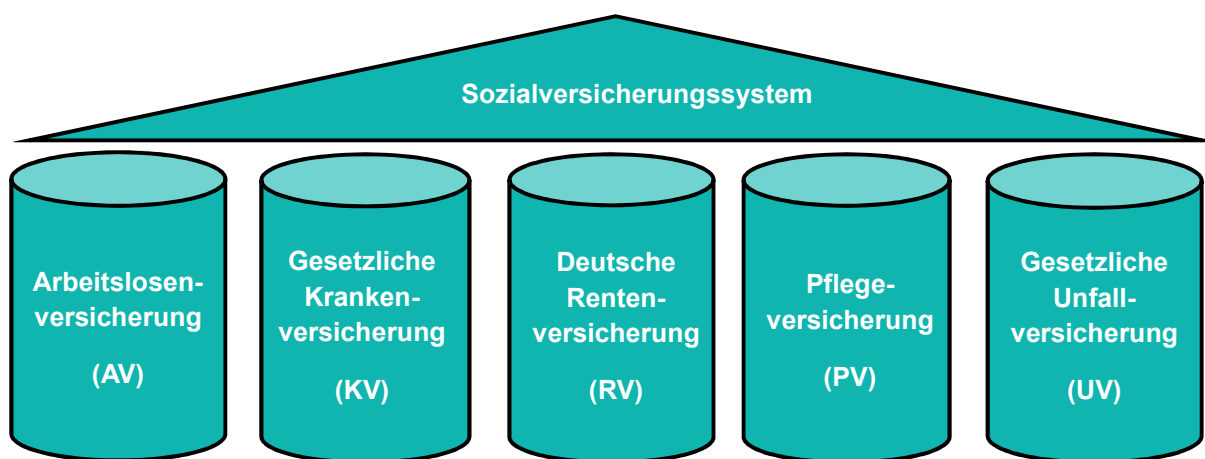 Sozialversicherungssystem
Arbeitslosen-
versicherung
(AV)
Gesetzliche
Kranken-
versicherung
(KV)
Deutsche
Renten-
versicherung
(RV)
Pflege-
versicherung
(PV)
Gesetzliche
Unfall-
versicherung
(UV)